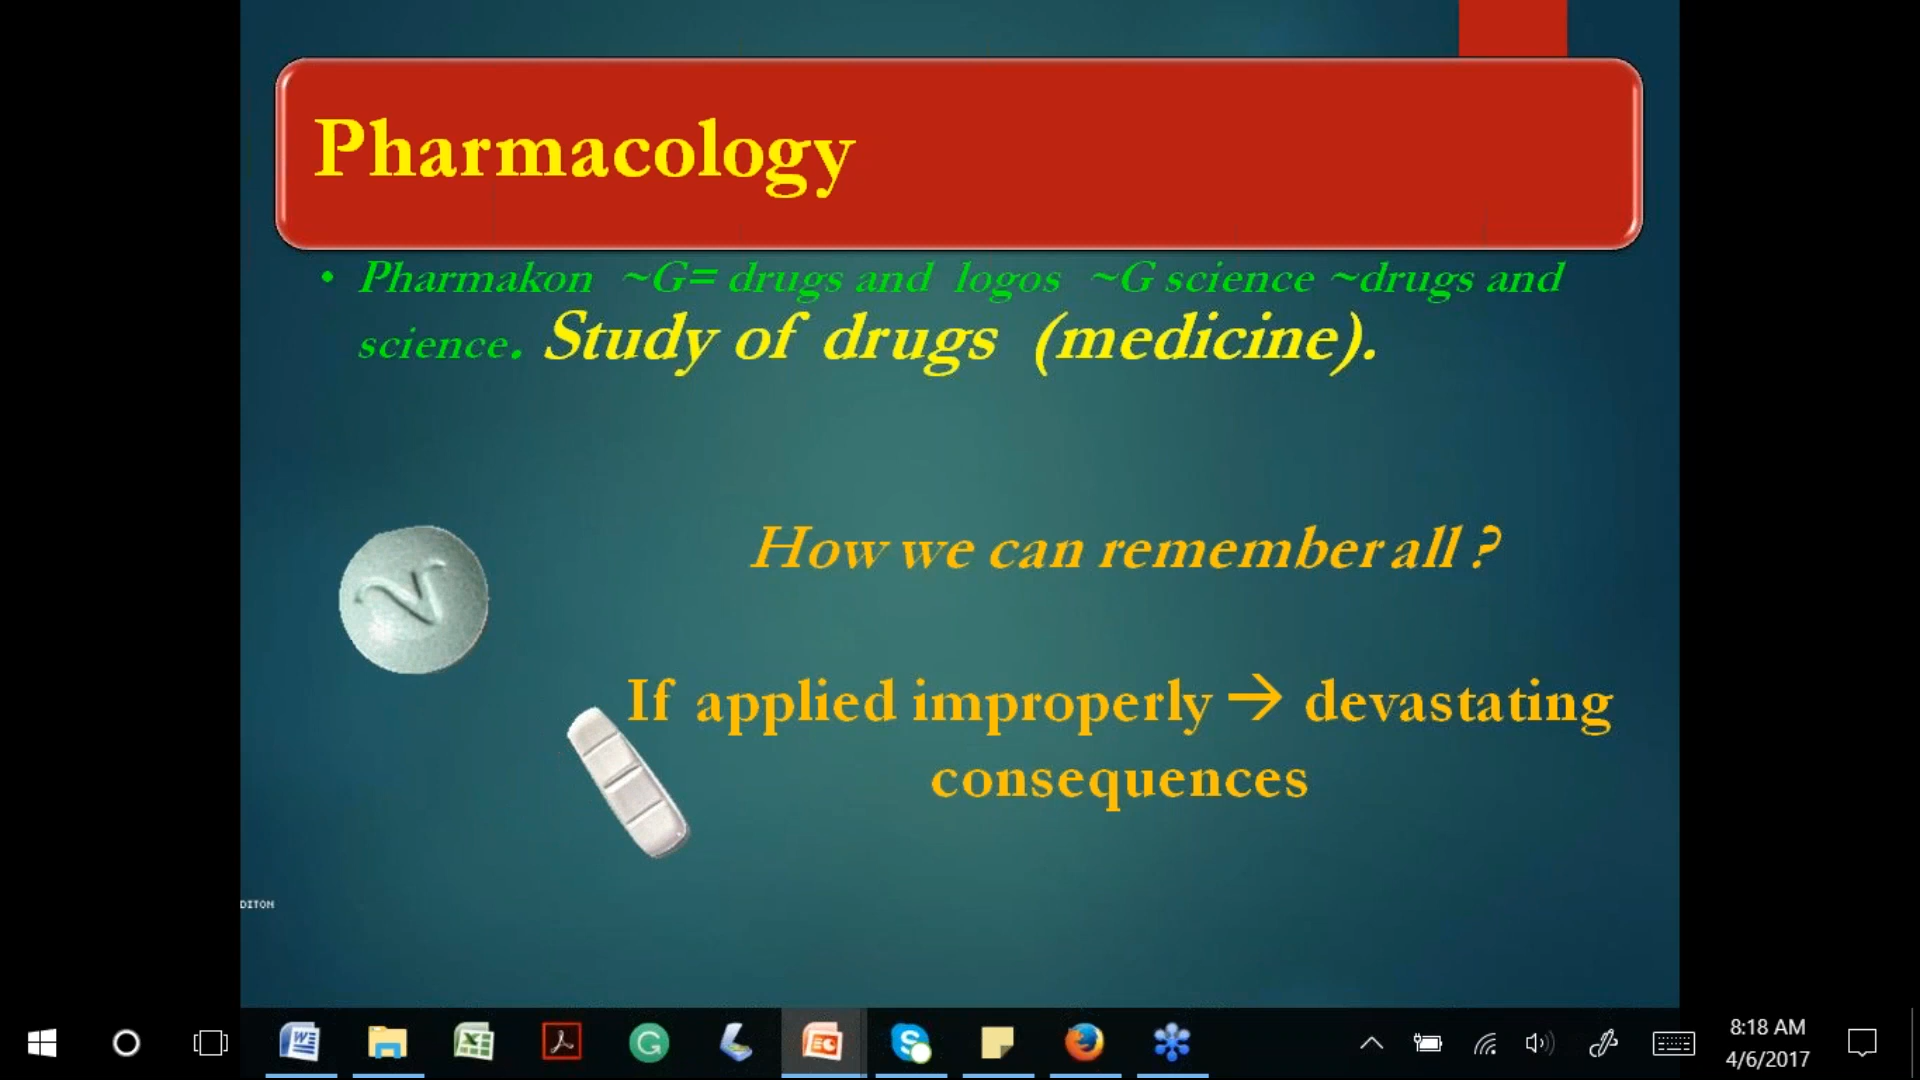 Pharmacology
• Pharmakon ~G= drugs and logos ~G science ~drugs and
science. Study of drugs (medicine).
How we can remember all ?
If applied improperly → devastating
consequences
V
DITOM
8:18 AM
4/6/2017